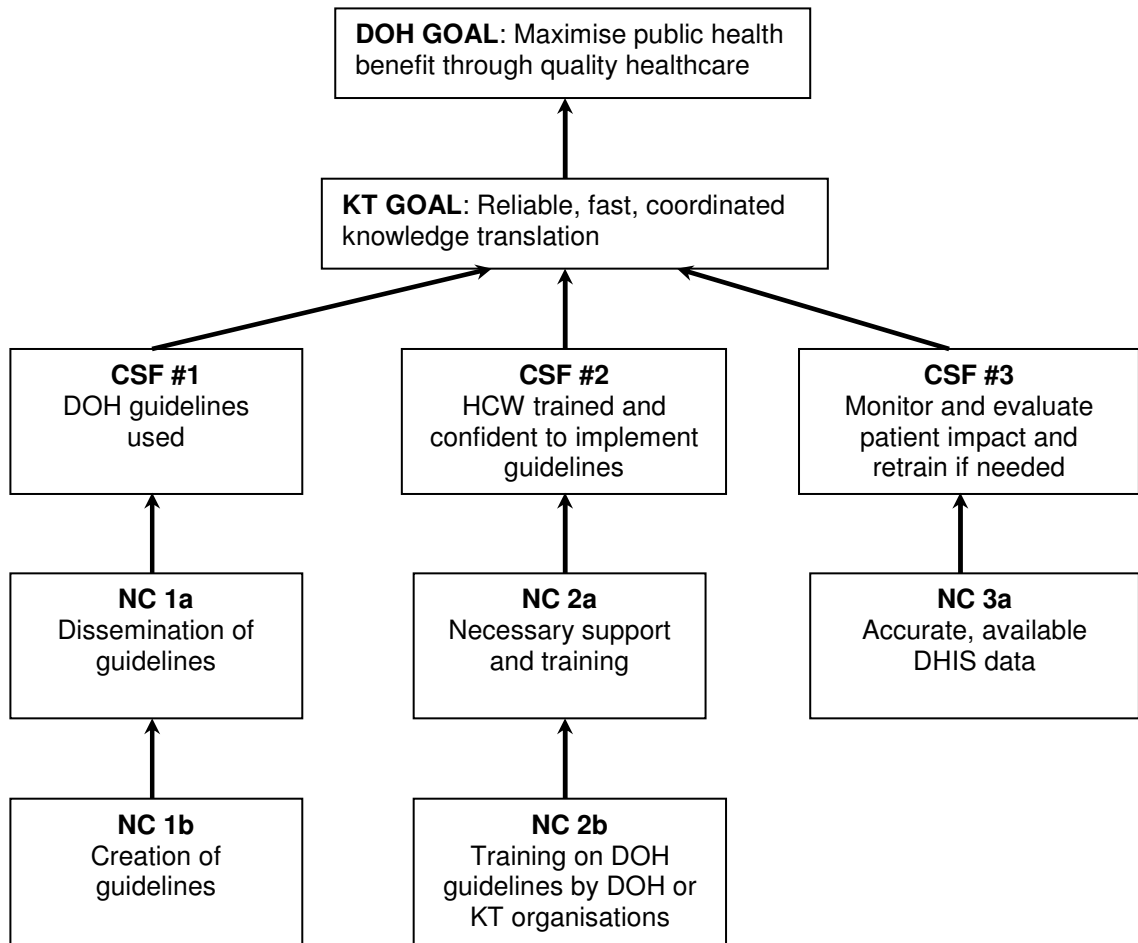 DOH GOAL: Maximise public health
benefit through quality healthcare
KT GOAL: Reliable, fast, coordinated
knowledge translation
CSF #1
DOH guidelines
used
CSF #2
HCW trained and
confident to implement
guidelines
CSF #3
Monitor and evaluate
patient impact and
retrain if needed
NC 1a
Dissemination of
guidelines
NC 2a
Necessary support
and training
NC 3a
Accurate, available
DHIS data
NC 1b
Creation of
guidelines
NC 2b
Training on DOH
guidelines by DOH or
KT organisations